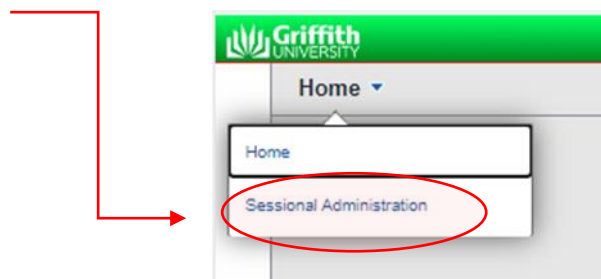 Griffith
UNIVERSITY
Home
Home
Sessional Administration